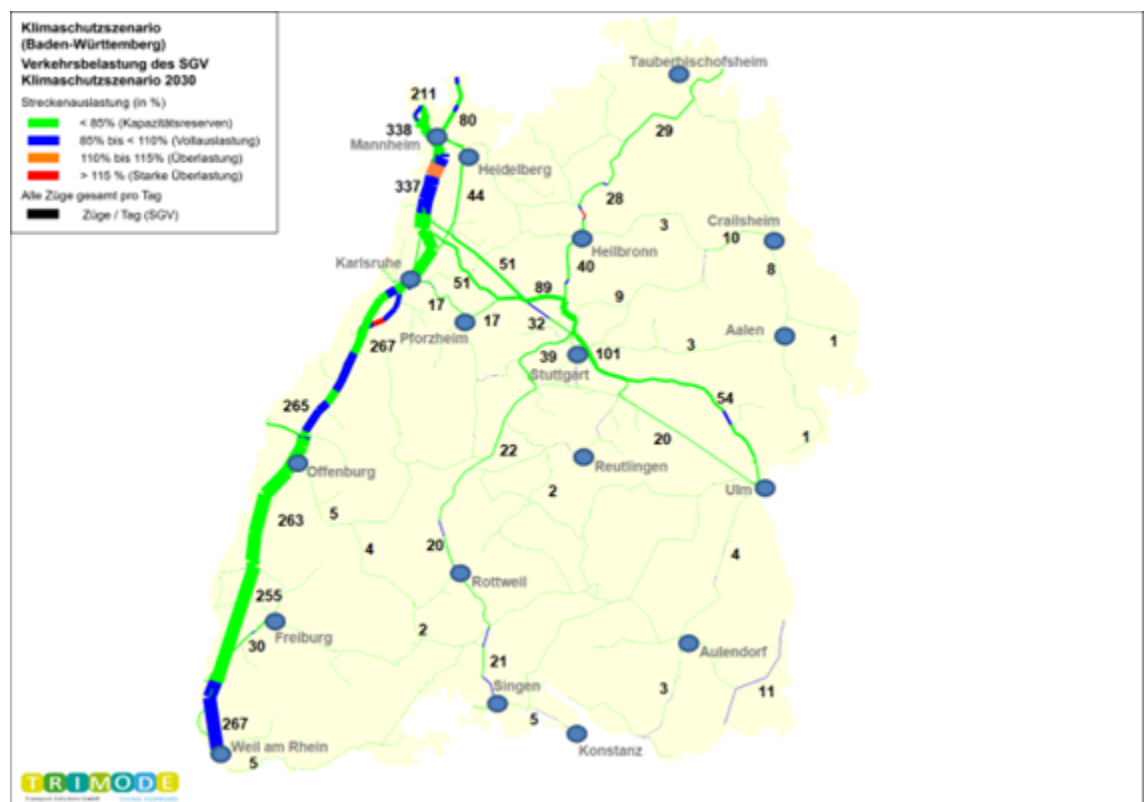 Klimaschutzszenario
(Baden-Württemberg)
Verkehrsbelastung des SGV
Klimaschutzszenario 2030
Streckenauslastung (in %)
< 85% (Kapazitätsreserven)
85% bis < 110% (Vollauslastung)
110% bis 115% (Überlastung)
> 115 % (Starke Überlastung)
Alle Züge gesamt pro Tag
Züge / Tag (SGV)
Tauberbischofsheim
211
80
338
Mannheim
29
Heidelberg
337
44
28
3
Crailsheim
10
Heilbronn
Karlsruhe
51
40
8
51
89
9
17
17
32
Aalen
Pforzheim
267
39
101
3
1
Stuttgart
54
265
20
1
22
Reutlingen
Offenburg
2
Ulm
263
5
4
20
4
Rottweil
255
Freiburg
2
30
Aulendorf
21
3
11
Singen
267
5
Weil am Rhein
Konstanz
5
TRIMODE